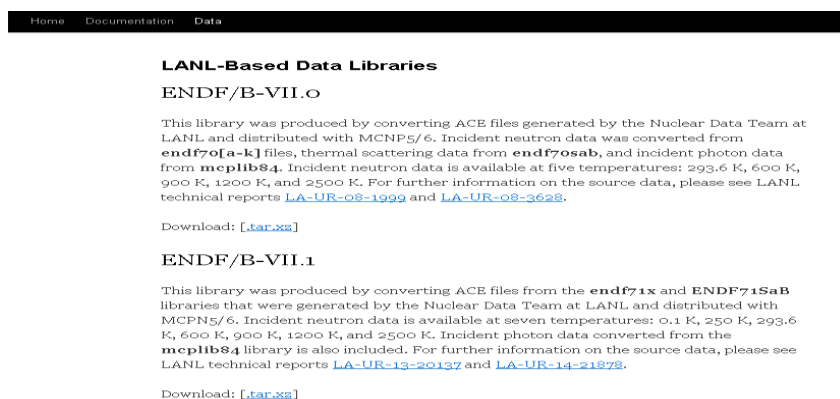 Home Documentation Data
LANL-Based Data Libraries
ENDF/B-VII.0
This library was produced by converting ACE files generated by the Nuclear Data Team at
LANL and distributed with MCNP5/6. Incident neutron data was converted from
endf70[a-k] files, thermal scattering data from endf70sab, and incident photon data
from mcplib84. Incident neutron data is available at five temperatures: 293.6 K, 600 K,
900 K, 1200 K, and 2500 K. For further information on the source data, please see LANL
technical reports LA-UR-08-1999 and LA-UR-08-3628.
Download: [.tar.xz]
ENDF/B-VII.1
This library was produced by converting ACE files from the endf71x and ENDF71SaB
libraries that were generated by the Nuclear Data Team at LANL and distributed with
MCPN5/6. Incident neutron data is available at seven temperatures: 0.1 K, 250 K, 293.6
K, 600 K, 900 K, 1200 K, and 2500 K. Incident photon data converted from the
mcplib84 library is also included. For further information on the source data, please see
LANL technical reports LA-UR-13-20137 and LA-UR-14-21878.
Download: [.tar.xz]